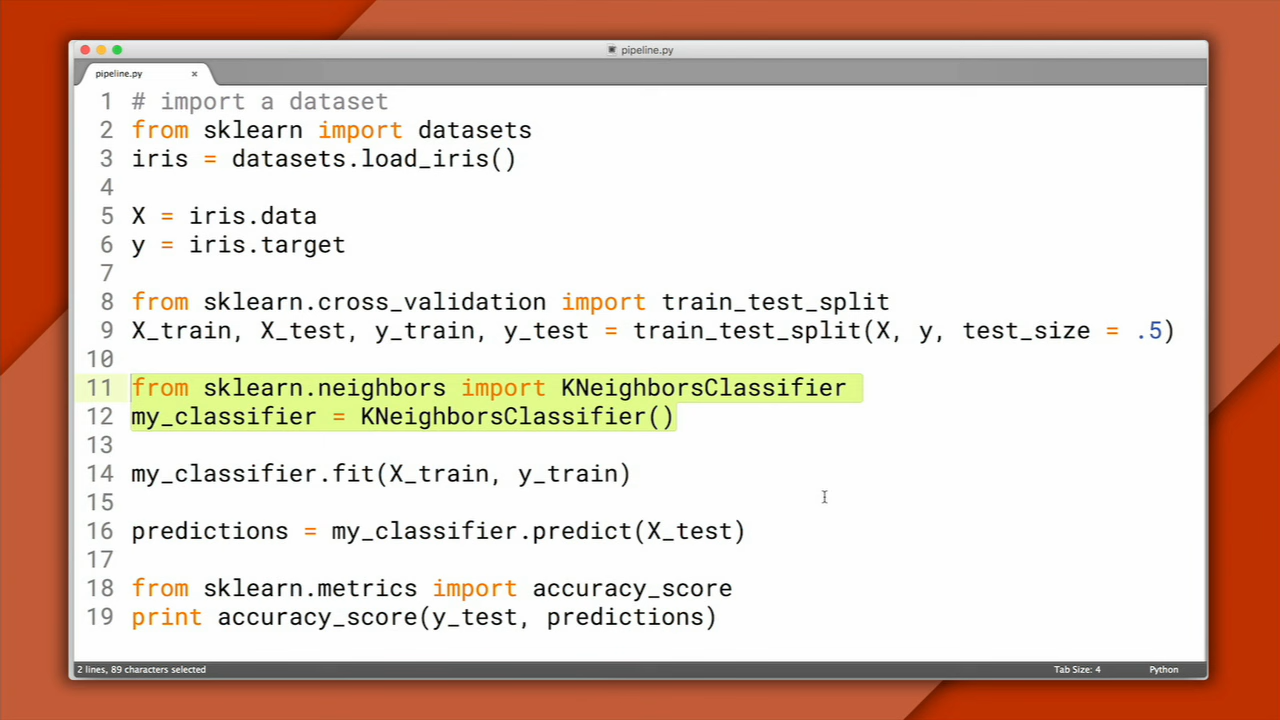 pipeline.py
pipeline.py ×
1 # import a dataset
2 from sklearn import datasets
3 iris = datasets.load_iris()
4
5 X = iris.data
6 y = iris.target
7
8 from sklearn.cross_validation import train_test_split
9 X_train, X_test, y_train, y_test = train_test_split(X, y, test_size = .5)
10
11 from sklearn.neighbors import KNeighborsClassifier
12 my_classifier = KNeighborsClassifier()
13
14 my_classifier.fit(X_train, y_train)
15
16 predictions = my_classifier.predict(X_test)
17
18 from sklearn.metrics import accuracy_score
19 print accuracy_score(y_test, predictions)
2 lines, 89 characters selected Tab Size: 4 Python